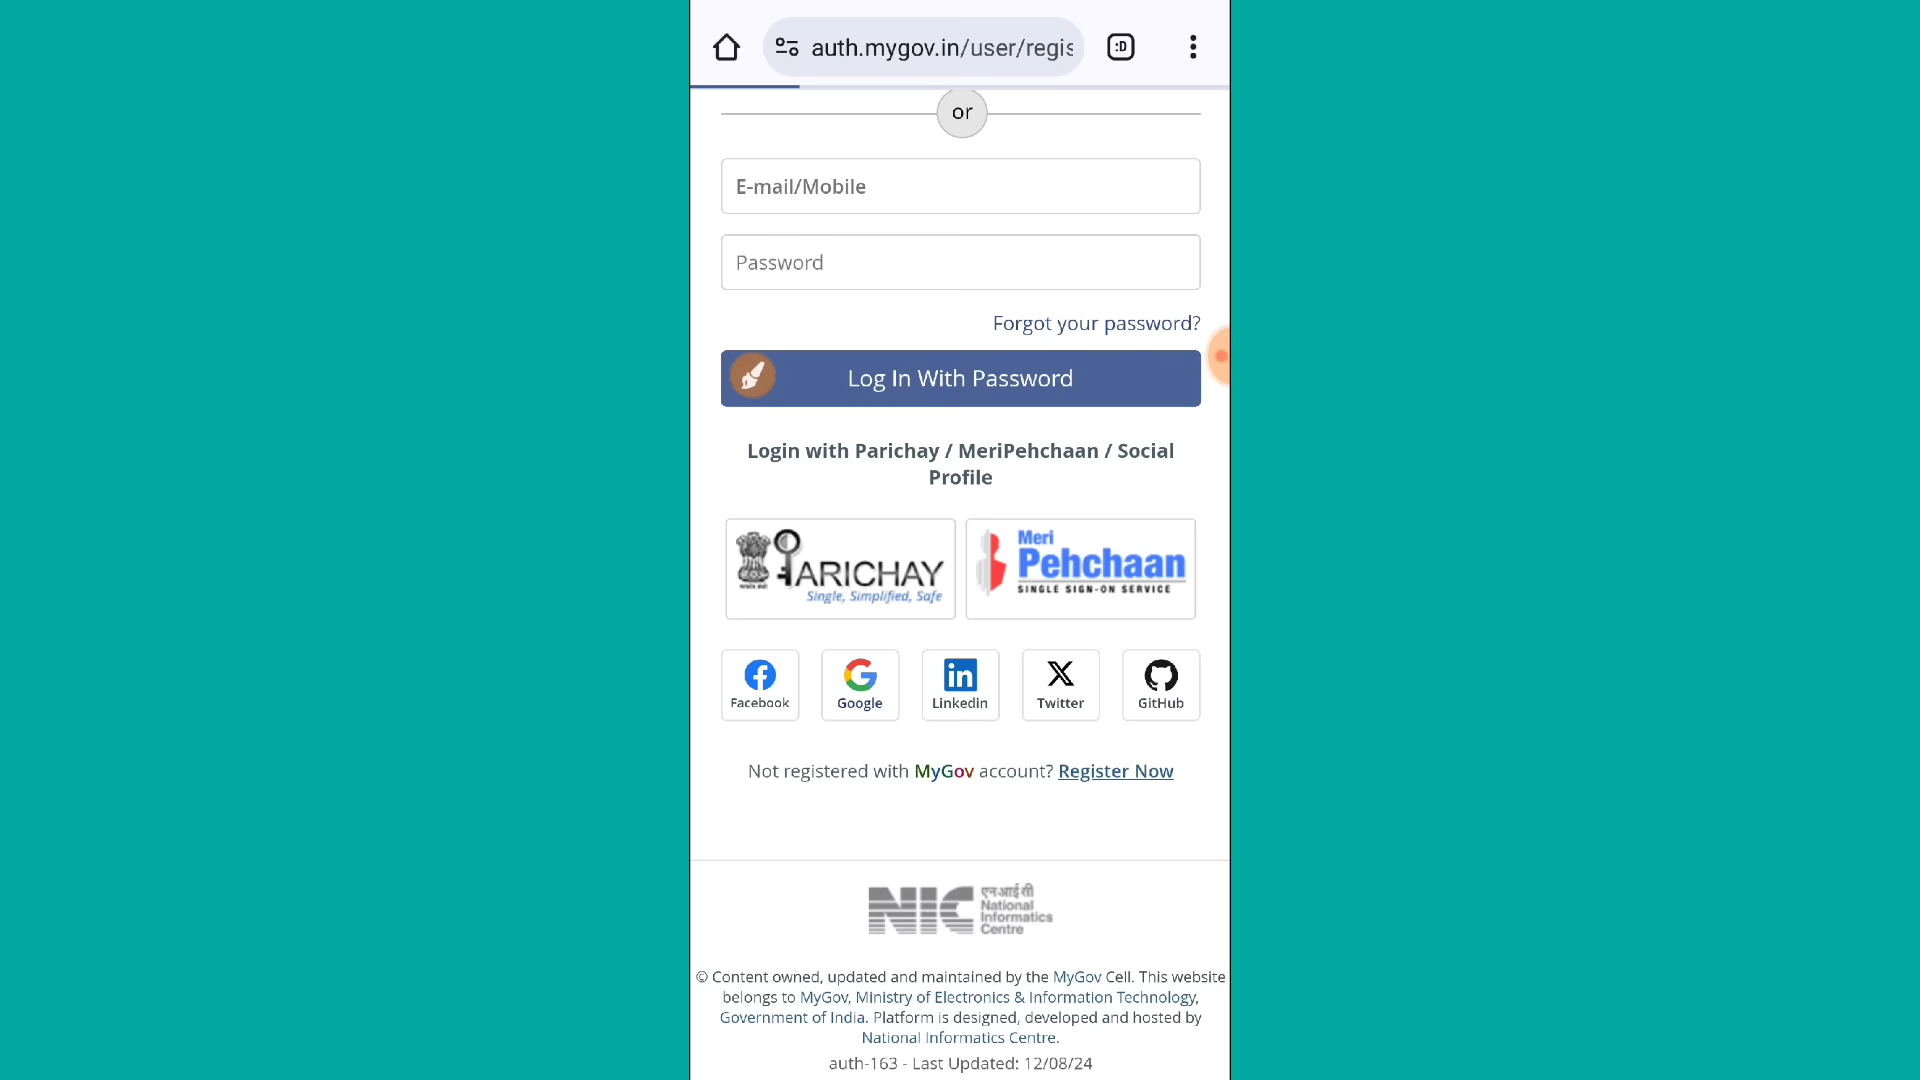 auth.mygov.in/user/regis
:D
or
E-mail/Mobile
Password
Forgot your password?
Log In With Password
Login with Parichay / MeriPehchaan / Social
Profile
PARICHAY
Single, Simplified, Safe
Meri
Pehchaan
SINGLE SIGN-ON SERVICE
Facebook
Google
Linkedin
Twitter
GitHub
Not registered with MyGov account? Register Now
NIC
एनआईसी
National
Informatics
Centre
© Content owned, updated and maintained by the MyGov Cell. This website
belongs to MyGov, Ministry of Electronics & Information Technology,
Government of India. Platform is designed, developed and hosted by
National Informatics Centre.
auth-163 - Last Updated: 12/08/24